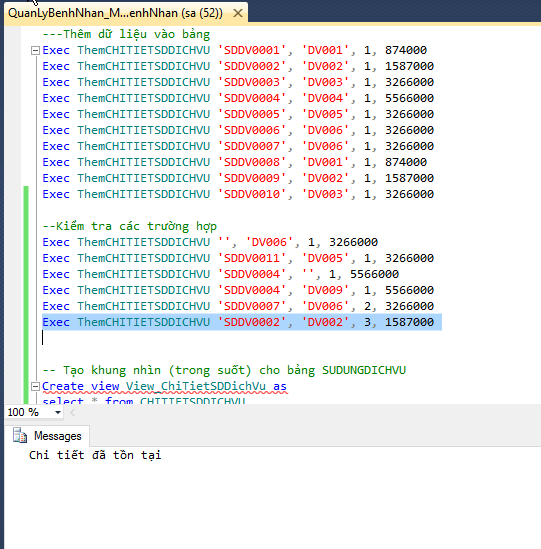 QuanLyBenhNhan_M...enhNhan (sa (52))
---Thêm dữ liệu vào bảng
Exec ThemCHITIETSDDICHVU 'SDDV0001', 'DV001', 1, 874000
Exec ThemCHITIETSDDICHVU 'SDDV0002', 'DV002', 1, 1587000
Exec ThemCHITIETSDDICHVU 'SDDV0003', 'DV003', 1, 3266000
Exec ThemCHITIETSDDICHVU 'SDDV0004', 'DV004', 1, 5566000
Exec ThemCHITIETSDDICHVU 'SDDV0005', 'DV005', 1, 3266000
Exec ThemCHITIETSDDICHVU 'SDDV0006', 'DV006', 1, 3266000
Exec ThemCHITIETSDDICHVU 'SDDV0007', 'DV006', 1, 3266000
Exec ThemCHITIETSDDICHVU 'SDDV0008', 'DV001', 1, 874000
Exec ThemCHITIETSDDICHVU 'SDDV0009', 'DV002', 1, 1587000
Exec ThemCHITIETSDDICHVU 'SDDV0010', 'DV003', 1, 3266000
--Kiểm tra các trường hợp
Exec ThemCHITIETSDDICHVU '', 'DV006', 1, 3266000
Exec ThemCHITIETSDDICHVU 'SDDV0011', 'DV005', 1, 3266000
Exec ThemCHITIETSDDICHVU 'SDDV0004', '', 1, 5566000
Exec ThemCHITIETSDDICHVU 'SDDV0004', 'DV009', 1, 5566000
Exec ThemCHITIETSDDICHVU 'SDDV0007', 'DV006', 2, 3266000
Exec ThemCHITIETSDDICHVU 'SDDV0002', 'DV002', 3, 1587000
-- Tạo khung nhìn (trong suốt) cho bảng SUDUNGDICHVU
Create view View_ChiTietSDDichVu as
select * from CHITIETSDDICHVU
100 %
Messages
Chi tiết đã tồn tại